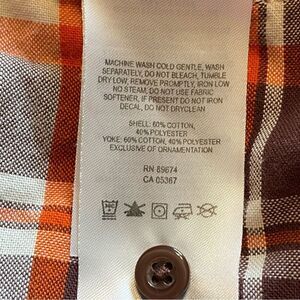 MACHINE WASH COLD GENTLE, WASH
SEPARATELY, DO NOT BLEACH, TUMBLE
DRY LOW, REMOVE PROMPTLY, IRON LOW
NO STEAM, DO NOT USE FABRIC
SOFTENER, IF PRESENT DO NOT IRON
DECAL, DO NOT DRYCLEAN
SHELL: 60% COTTON,
40% POLYESTER
YOKE: 60% COTTON, 40% POLYESTER
EXCLUSIVE OF ORNAMENTATION
RN 89674
CA 05367